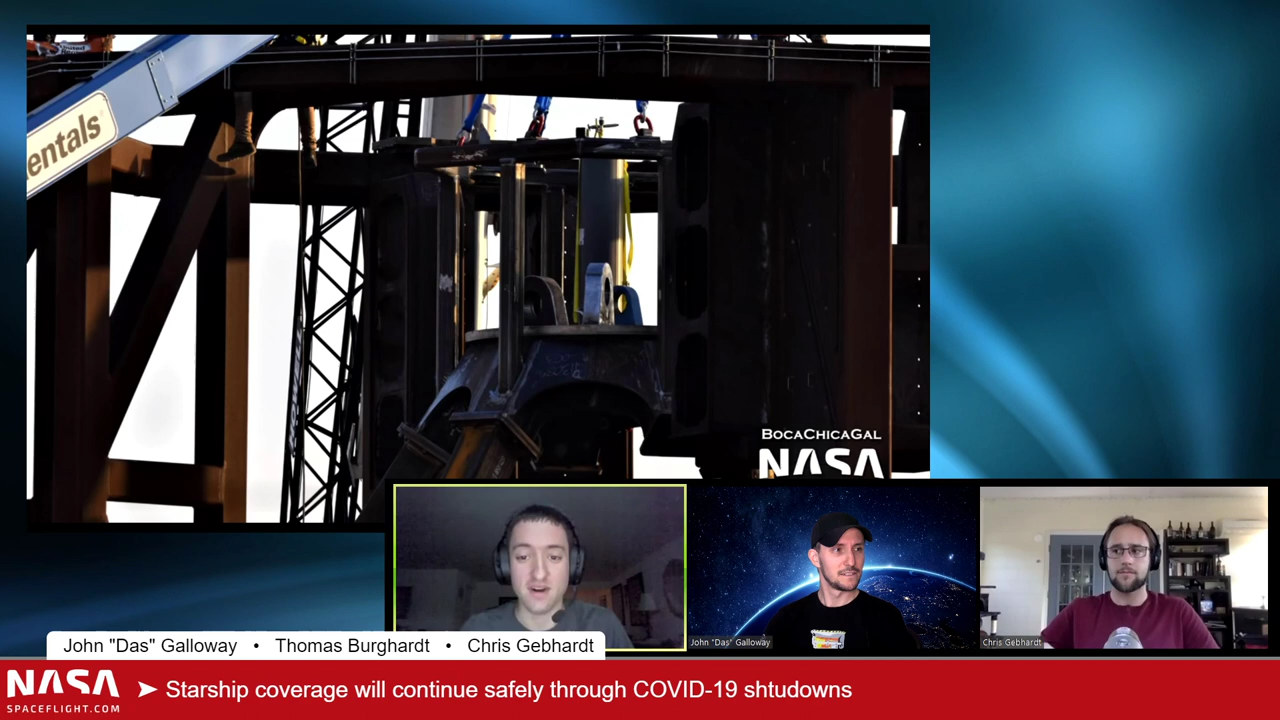 entals
BOCACHICAGAL
NASA
John "Das" Galloway
Chris Gebhardt
John "Das" Galloway • Thomas Burghardt • Chris Gebhardt
NASA
SPACEFLIGHT.COM
➤ Starship coverage will continue safely through COVID-19 shtudowns